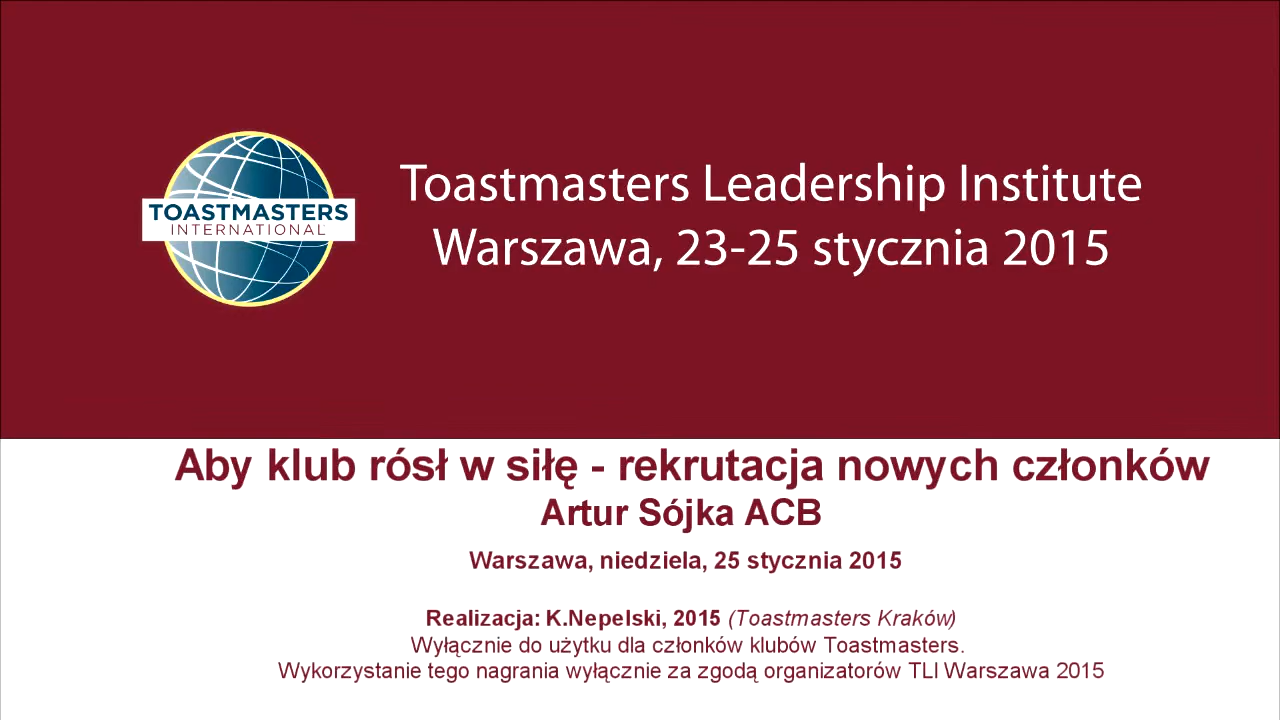 TOASTMASTERS
INTERNATIONAL
Toastmasters Leadership Institute
Warszawa, 23-25 stycznia 2015
Aby klub rósł w siłę - rekrutacja nowych członków
Artur Sójka ACB
Warszawa, niedziela, 25 stycznia 2015
Realizacja: K.Nepelski, 2015 (Toastmasters Kraków)
Wyłącznie do użytku dla członków klubów Toastmasters.
Wykorzystanie tego nagrania wyłącznie za zgodą organizatorów TLI Warszawa 2015